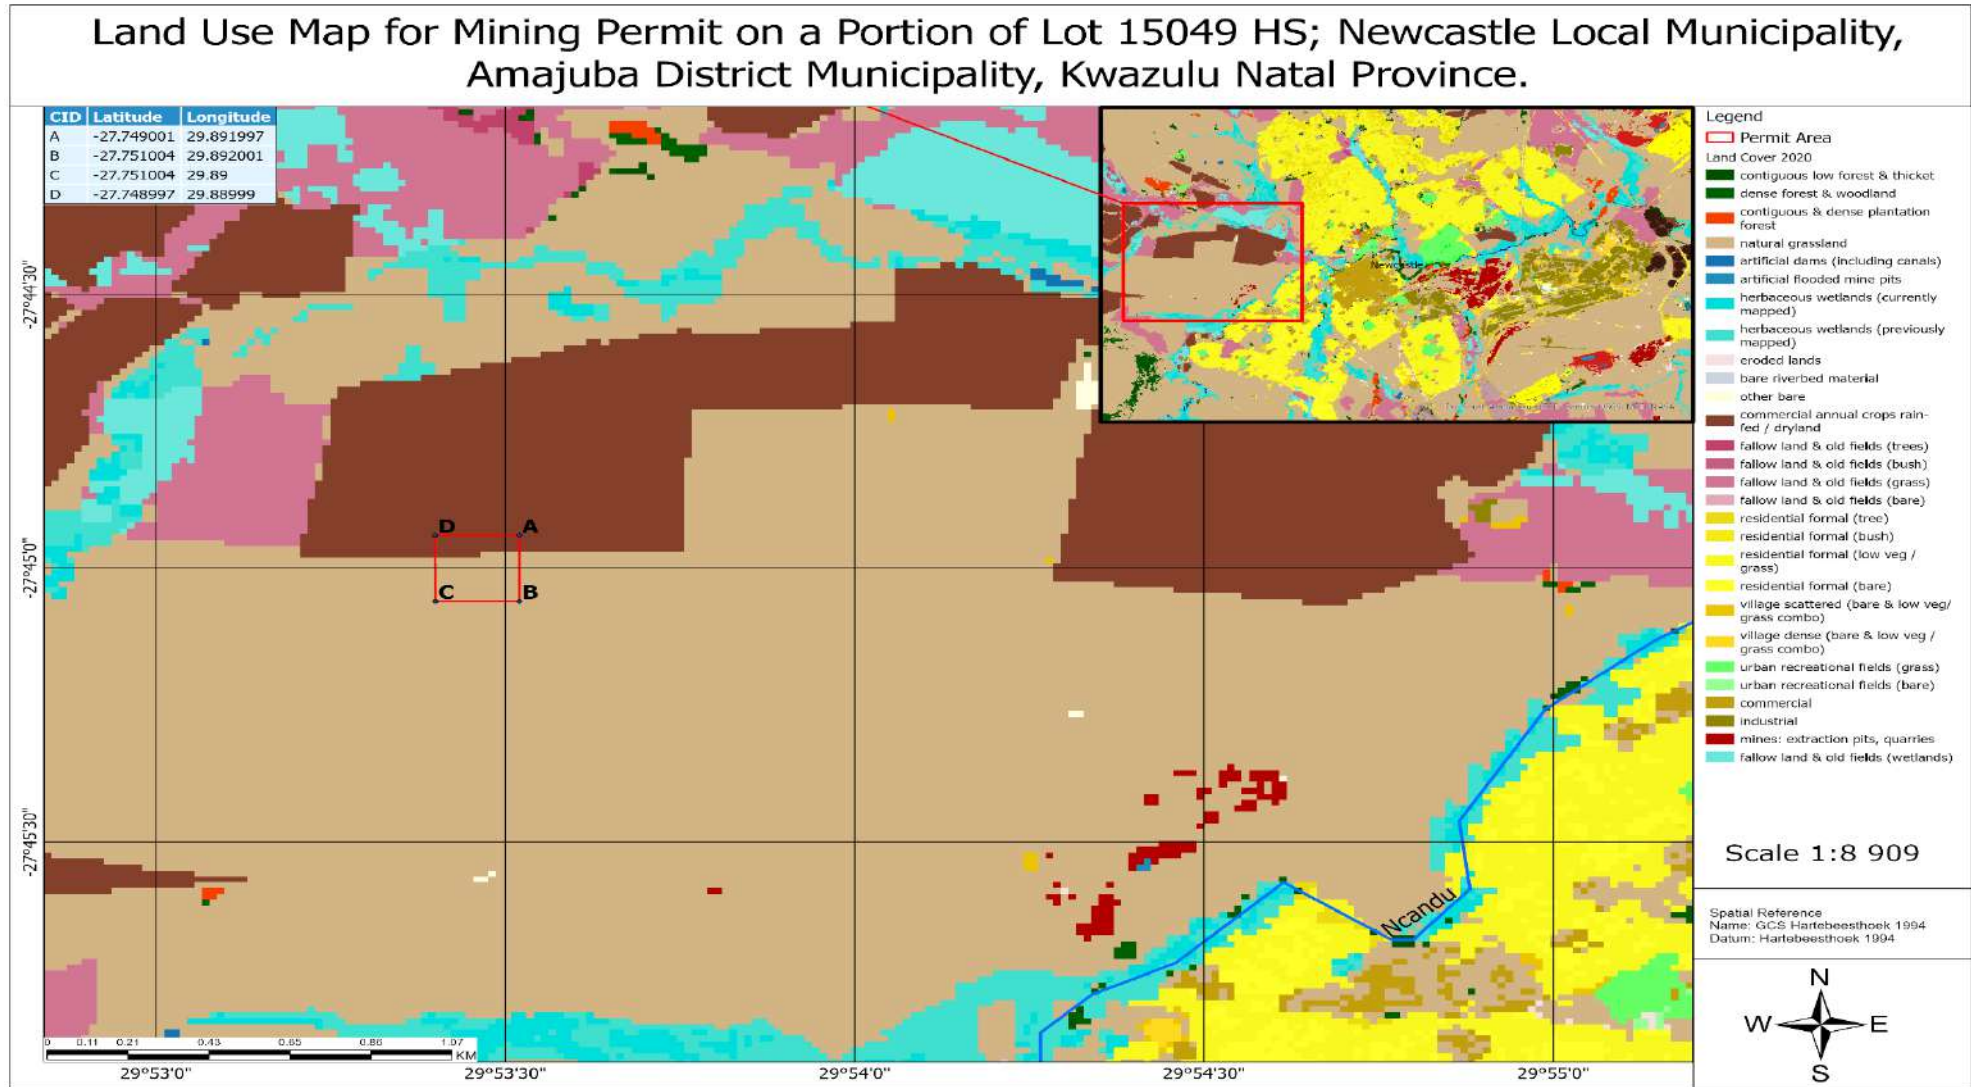 Land Use Map for Mining Permit on a Portion of Lot 15049 HS; Newcastle Local Municipality,
Amajuba District Municipality, Kwazulu Natal Province.
CID Latitude Longitude
A -27.749001 29.891997
B -27.751004 29.892001
C -27.751004 29.89
D -27.748997 29.88999
Newcastle
-27°44'30"
-27°45'0"
-27°45'30"
D A
C B
Ncandu
0 0.11 0.21 0.43 0.65 0.86 1.07
KM
29°53'0" 29°53'30" 29°54'0" 29°54'30" 29°55'0"
Legend
Permit Area
Land Cover 2020
contiguous low forest & thicket
dense forest & woodland
contiguous & dense plantation
forest
natural grassland
artificial dams (including canals)
artificial flooded mine pits
herbaceous wetlands (currently
mapped)
herbaceous wetlands (previously
mapped)
eroded lands
bare riverbed material
other bare
commercial annual crops rain-
fed / dryland
fallow land & old fields (trees)
fallow land & old fields (bush)
fallow land & old fields (grass)
fallow land & old fields (bare)
residential formal (tree)
residential formal (bush)
residential formal (low veg /
grass)
residential formal (bare)
village scattered (bare & low veg/
grass combo)
village dense (bare & low veg /
grass combo)
urban recreational fields (grass)
urban recreational fields (bare)
commercial
industrial
mines: extraction pits, quarries
fallow land & old fields (wetlands)
Scale 1:8 909
Spatial Reference
Name: GCS Hartebeesthoek 1994
Datum: Hartebeesthoek 1994
N
W E
S